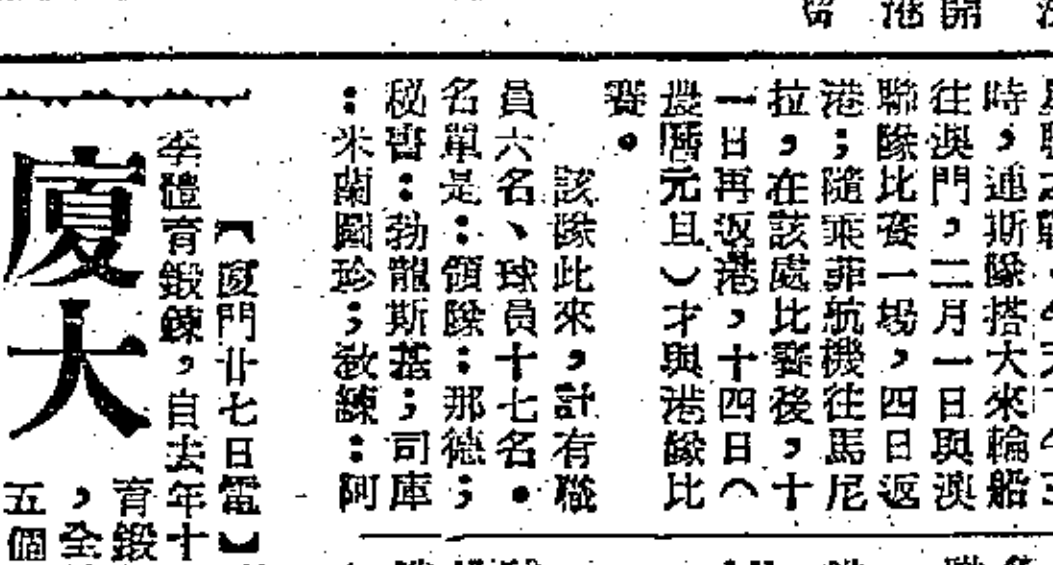 時，連斯隊搭大來輪船
往澳門，二月一日與澳
聯隊比賽一場，四日返
港；隨乘菲航機往馬尼
拉，在該處比賽後，十
一日再返港，十四日（
農曆元旦）才與港隊比
賽。
該隊此來，計有職
員六名、球員十七名。
名單是：領隊：那德；
秘書：勃龍斯基；司庫
：米蘭圖珍；教練：阿
廈大
【廈門廿七日電】
季體育鍛鍊，自去年十
育鍛
，全
五個